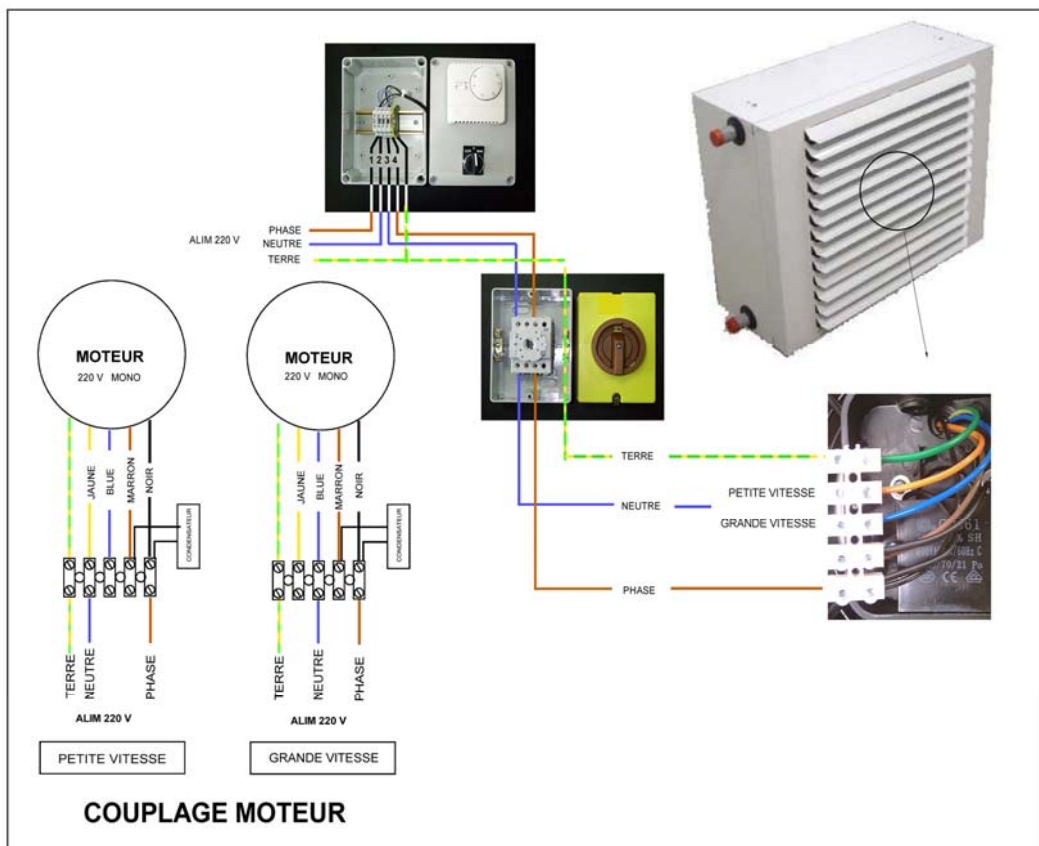 1 2 3 4
ALIM 220 V
PHASE
NEUTRE
TERRE
MOTEUR
220 V MONO
JAUNE
BLUE
MARRON
NOIR
CONDENSATEUR
TERRE
NEUTRE
PHASE
ALIM 220 V
PETITE VITESSE
MOTEUR
220 V MONO
JAUNE
BLUE
MARRON
NOIR
CONDENSATEUR
TERRE
NEUTRE
PHASE
ALIM 220 V
GRANDE VITESSE
TERRE
NEUTRE
PETITE VITESSE
GRANDE VITESSE
PHASE
COUPLAGE MOTEUR